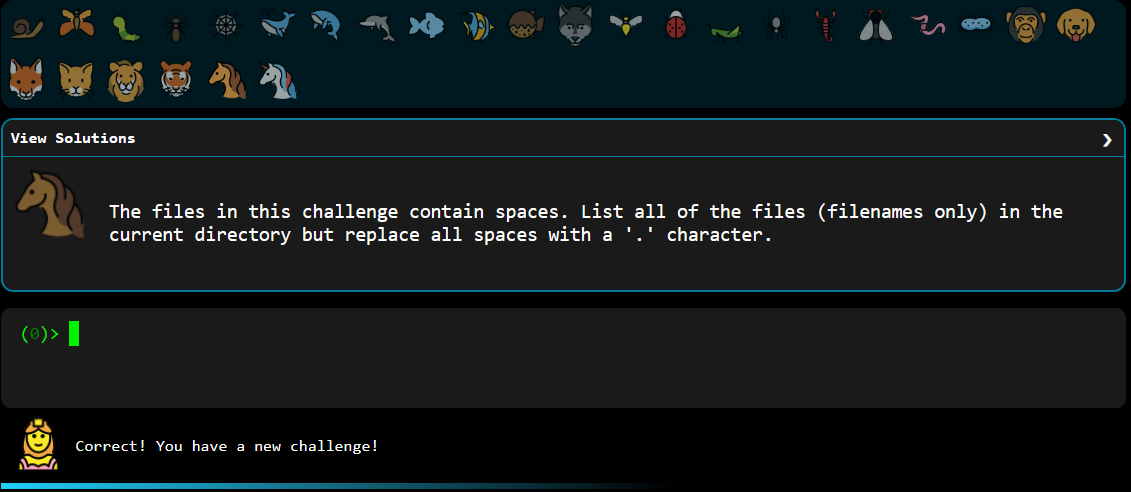 View Solutions
The files in this challenge contain spaces. List all of the files (filenames only) in the
current directory but replace all spaces with a '.' character.
(0)>
Correct! You have a new challenge!